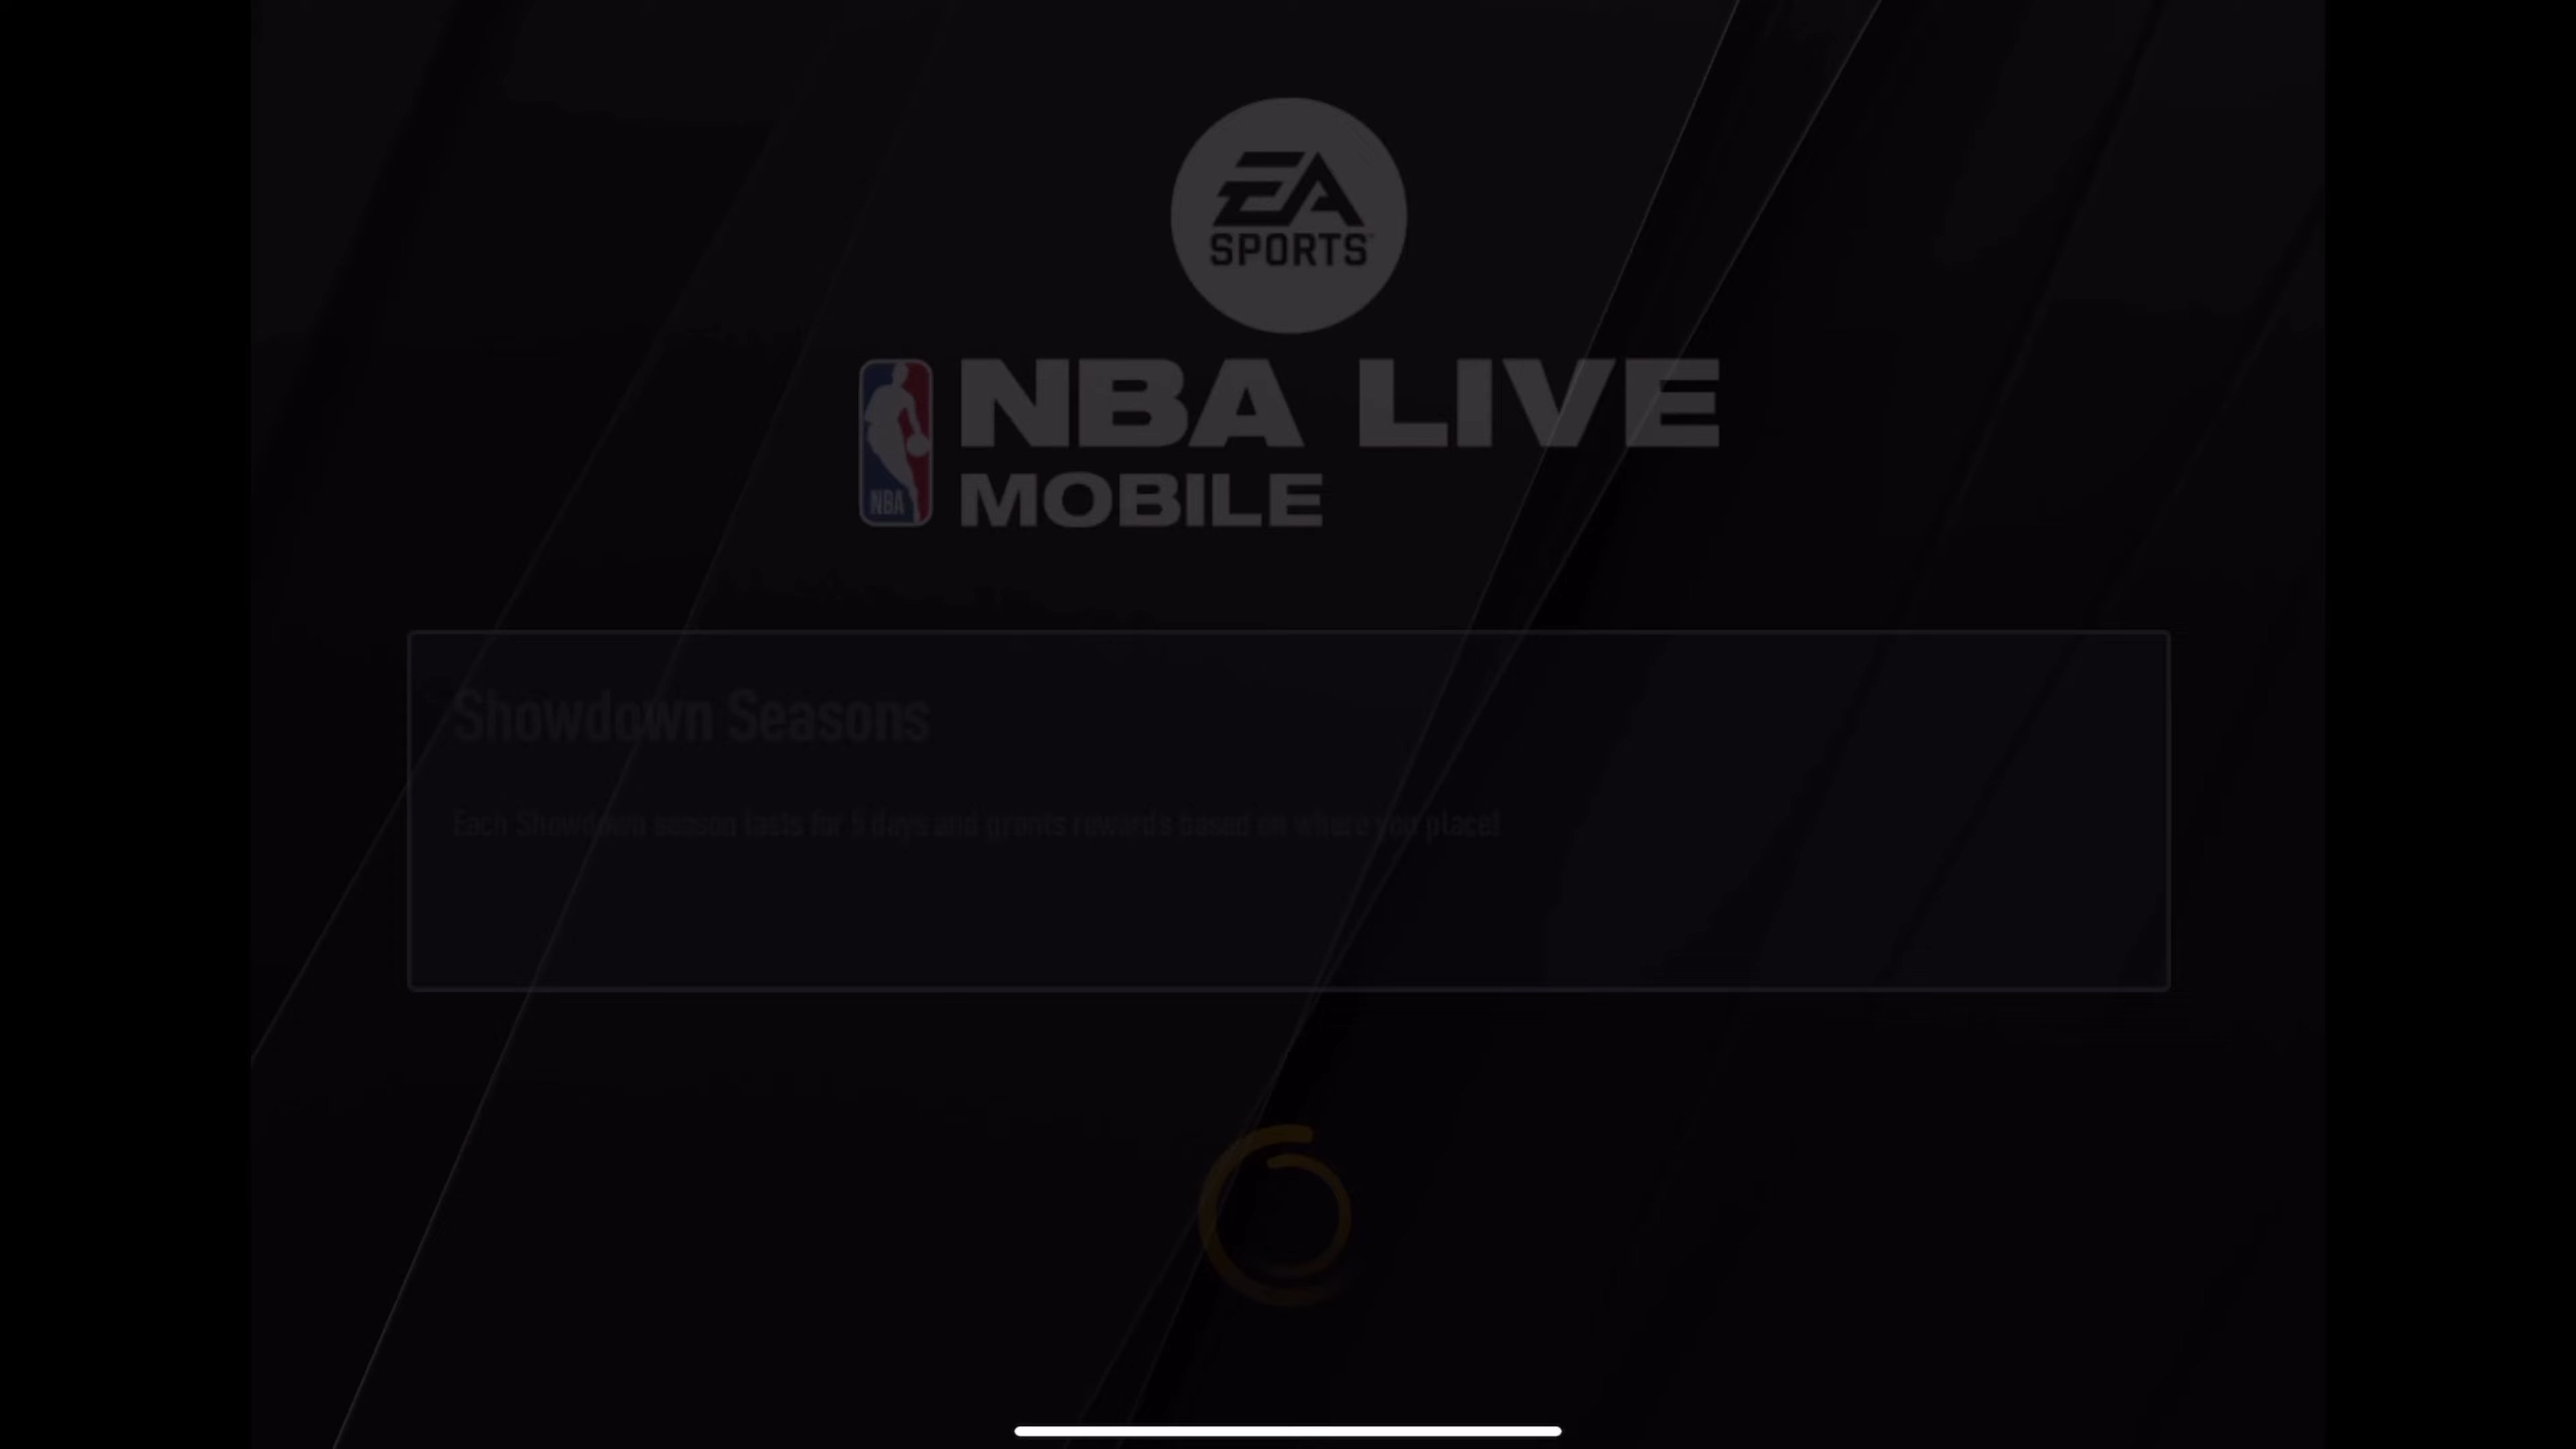 EA
SPORTS
NBA LIVE
NBA
MOBILE
Showdown Seasons
Each Showdown season lasts for days and grants rewards based on where you place!